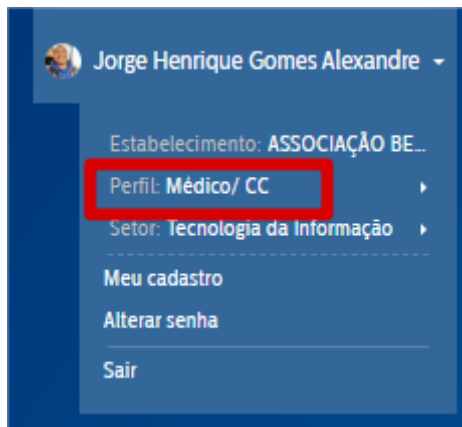 Jorge Henrique Gomes Alexandre
Estabelecimento: ASSOCIAÇÃO BE...
Perfil: Médico/ CC
Setor: Tecnologia da Informação
Meu cadastro
Alterar senha
Sair